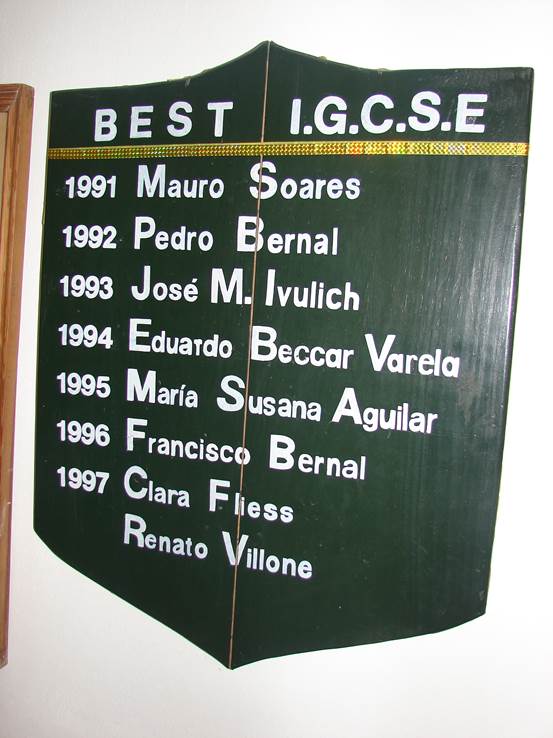 BEST I.G.C.S.E
1991 Mauro Soares
1992 Pedro Bernal
1993 José M. Ivulich
1994 Eduardo Beccar Varela
1995 María Susana Aguilar
1996 Francisco Bernal
1997 Clara Fliess
Renato Villone